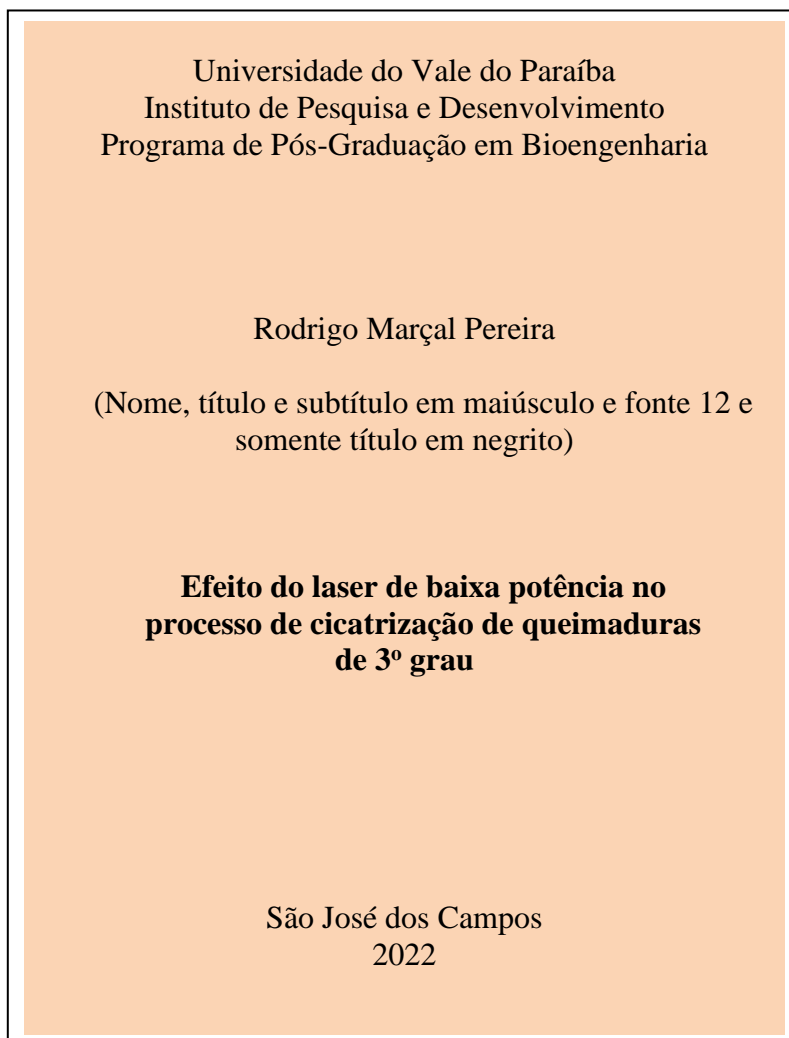 Universidade do Vale do Paraíba
Instituto de Pesquisa e Desenvolvimento
Programa de Pós-Graduação em Bioengenharia
Rodrigo Marçal Pereira
(Nome, título e subtítulo em maiúsculo e fonte 12 e
somente título em negrito)
Efeito do laser de baixa potência no
processo de cicatrização de queimaduras
de 3º grau
São José dos Campos
2022